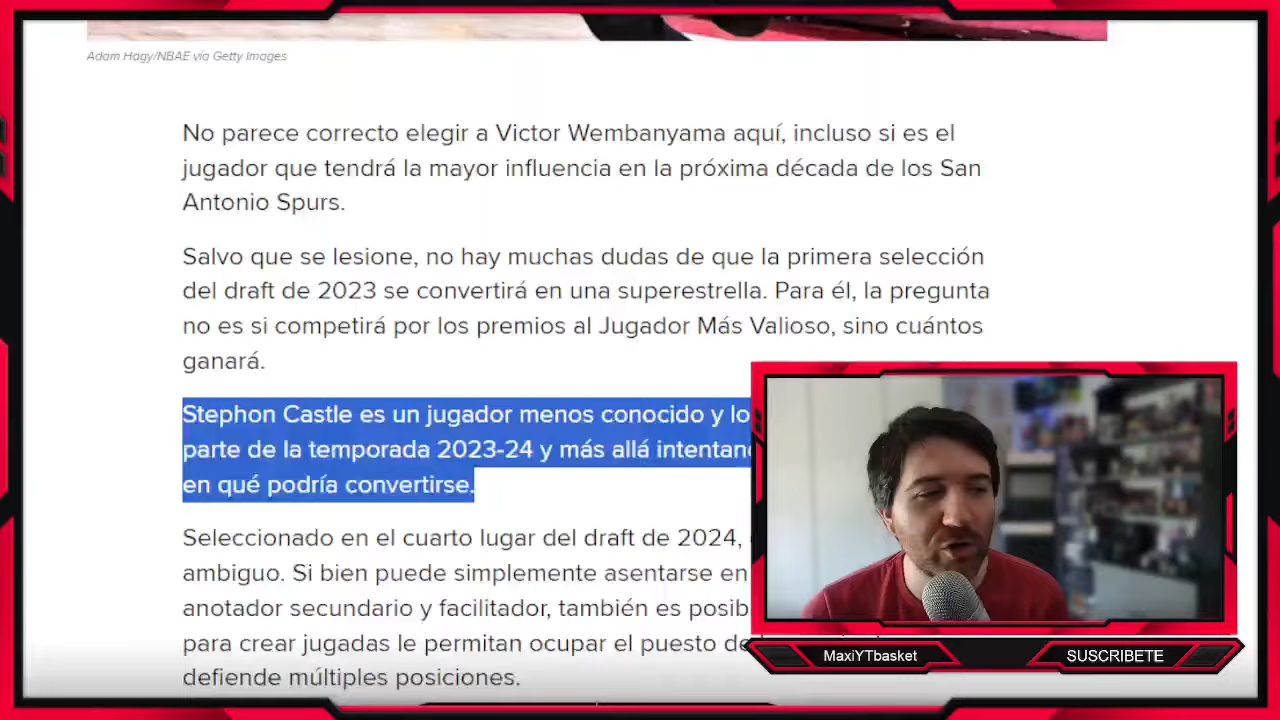 Adam Hagy/NBAE vía Getty Images
No parece correcto elegir a Victor Wembanyama aquí, incluso si es el
jugador que tendrá la mayor influencia en la próxima década de los San
Antonio Spurs.
Salvo que se lesione, no hay muchas dudas de que la primera selección
del draft de 2023 se convertirá en una superestrella. Para él, la pregunta
no es si competirá por los premios al Jugador Más Valioso, sino cuántos
ganará.
Stephon Castle es un jugador menos conocido y lo
parte de la temporada 2023-24 y más allá intentan
en qué podría convertirse.
Seleccionado en el cuarto lugar del draft de 2024,
ambiguo. Si bien puede simplemente asentarse en
anotador secundario y facilitador, también es posib
para crear jugadas le permitan ocupar el puesto de
defiende múltiples posiciones.
MaxiYTbasket
SUSCRIBETE